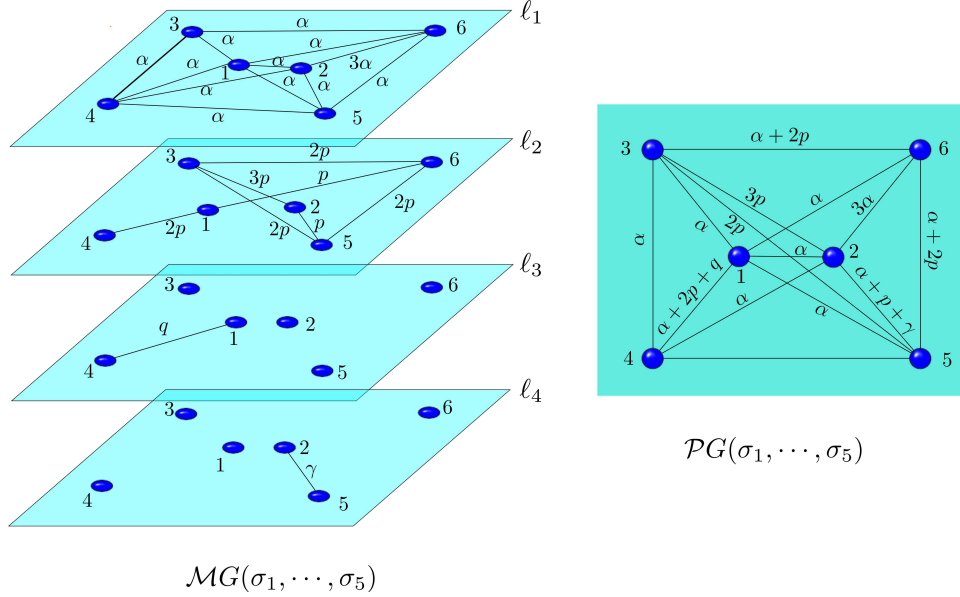 ℓ₁
3
α
6
α
α
α
α
1
α
2
3α
α
α
α
α
4
α
5
ℓ₂
3
2p
6
3p
p
1
2
4
2p
2p
p
2p
5
ℓ₃
3
6
q
1
2
4
5
ℓ₄
3
6
1
2
γ
4
5
MG(σ₁, ⋯, σ₅)
3
α + 2p
6
3p
α
2p
3α
α
α
α
α + 2p
1
2
α + 2p + q
α
α
α + p + γ
4
5
PG(σ₁, ⋯, σ₅)